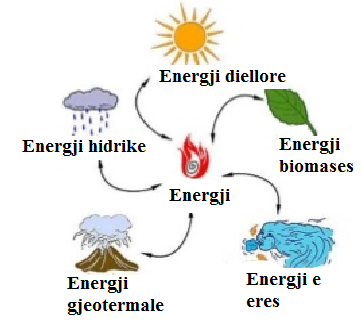 Energji diellore
Energji
biomases
Energji hidrike
Energji
Energji
gjeotermale
Energji e
eres